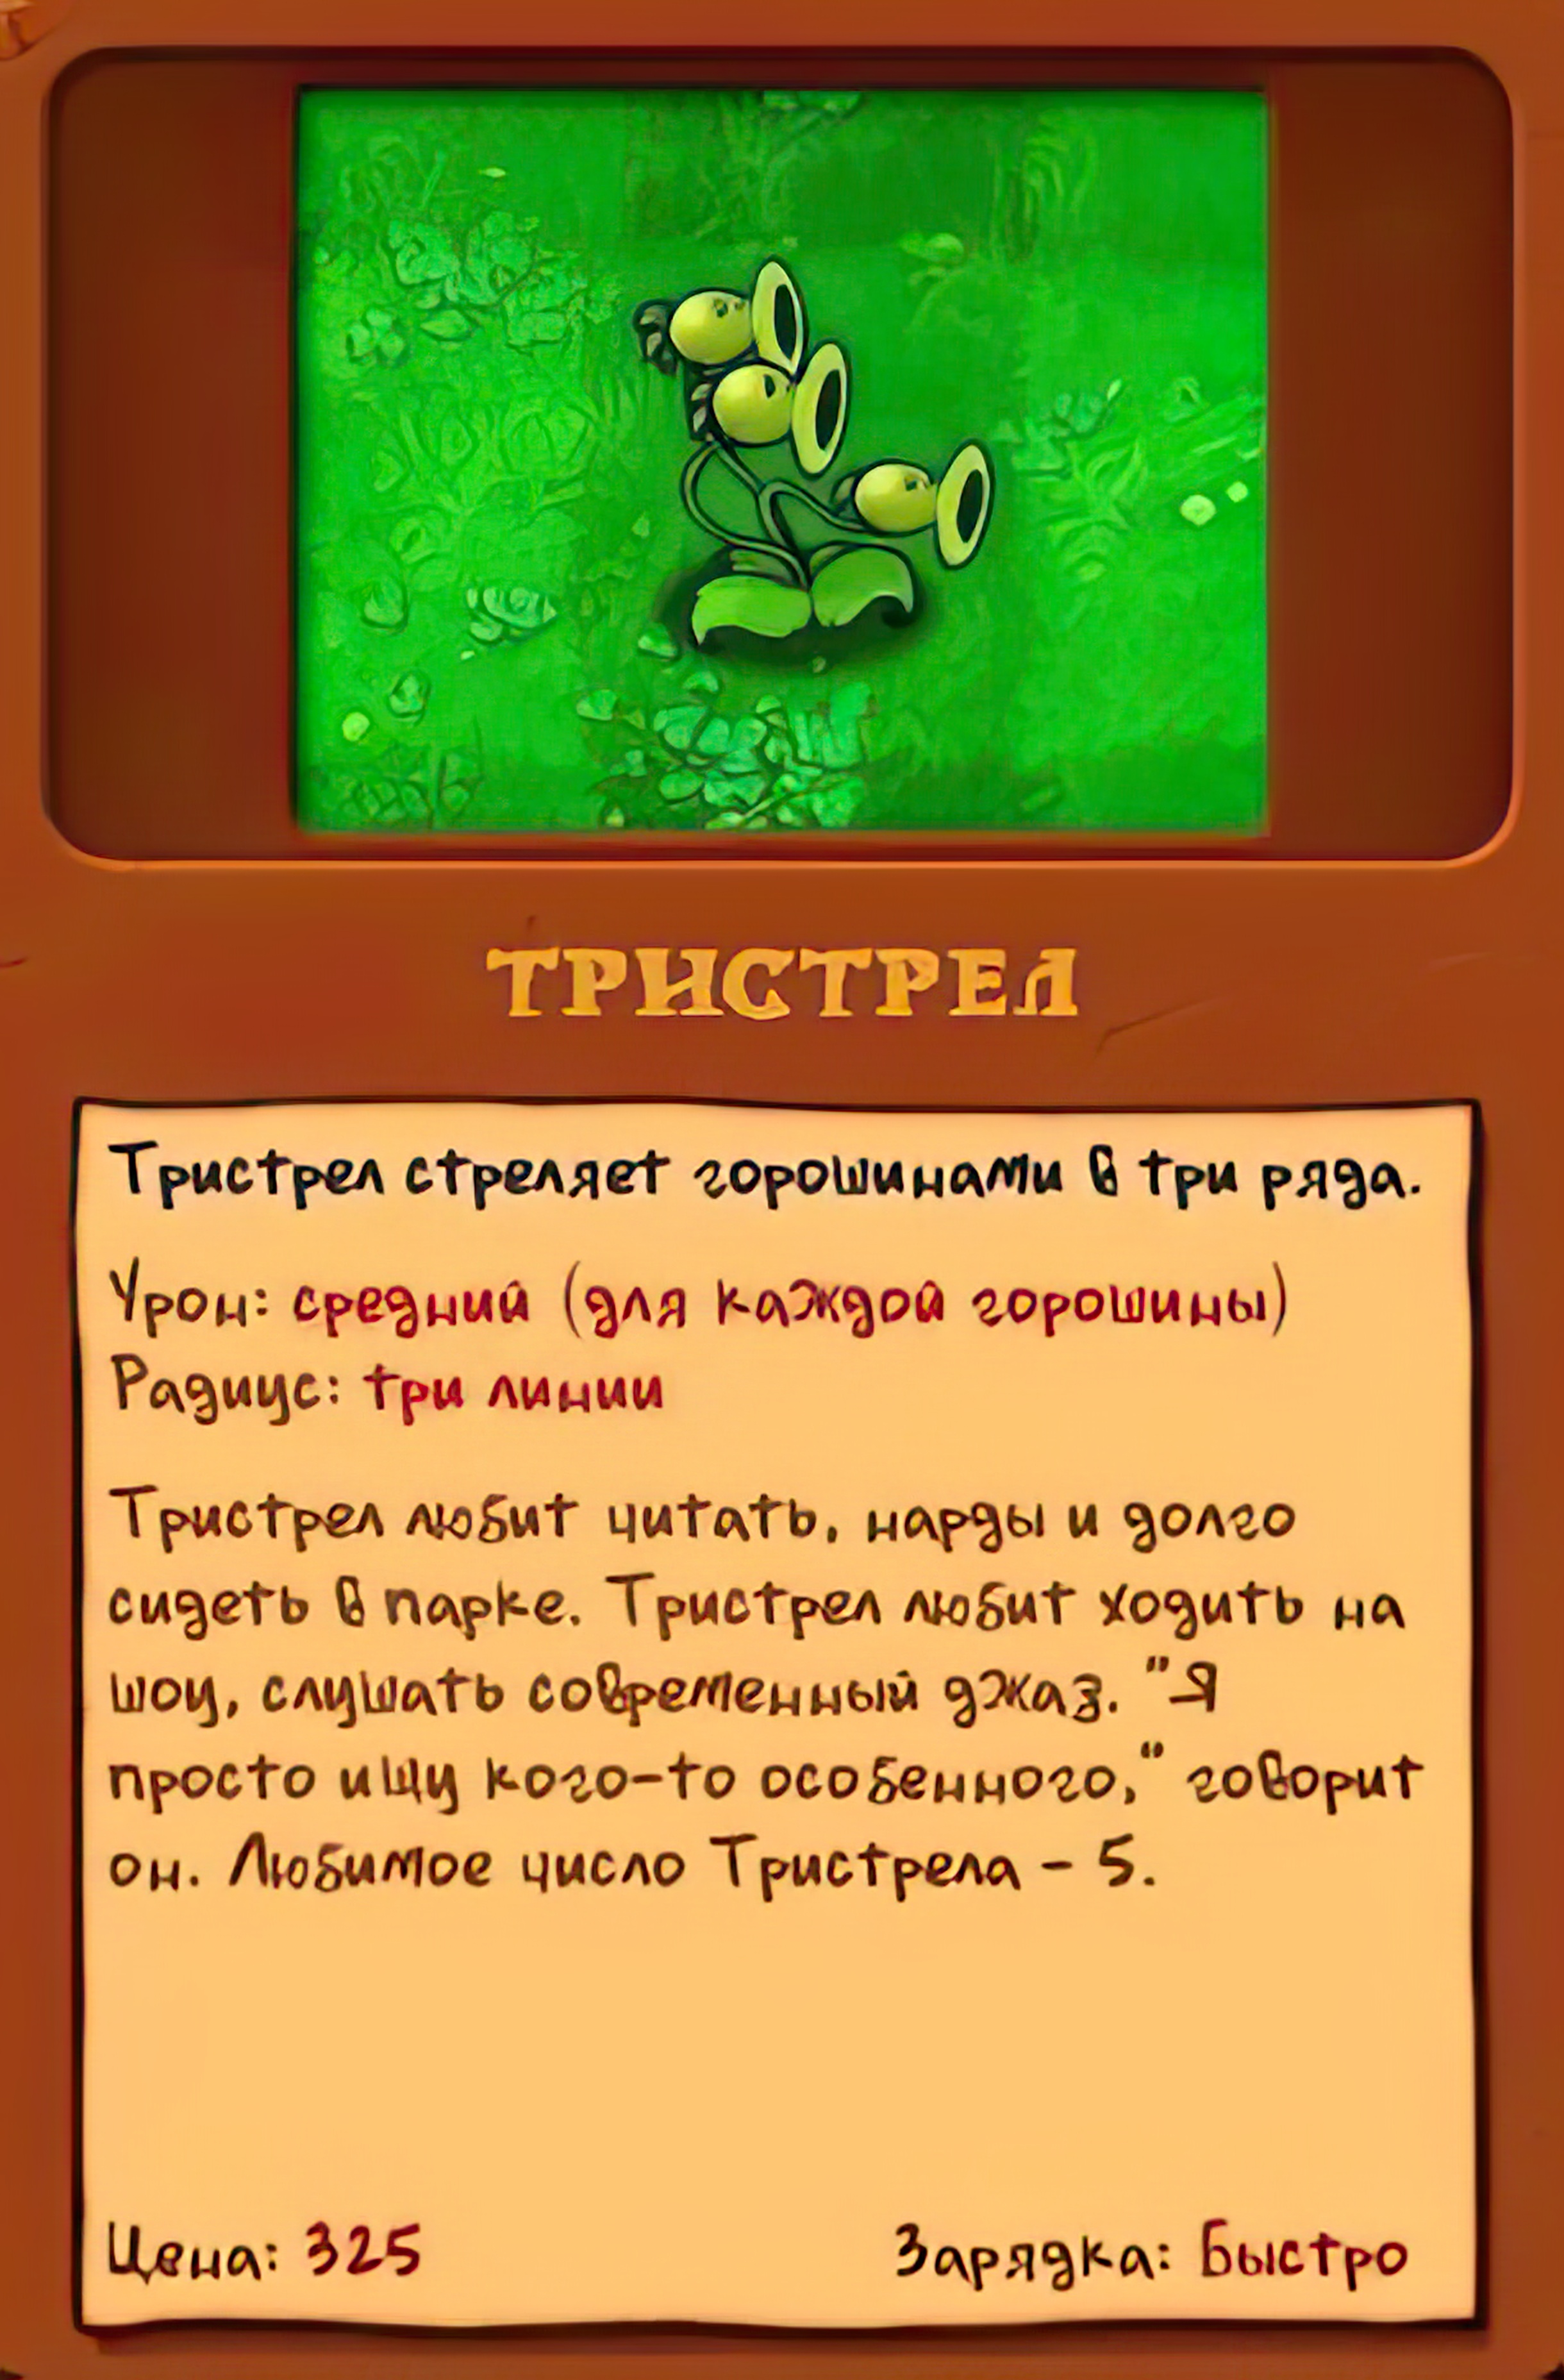 ТРИСТРЕЛ
Тристрел стреляет горошинами в три ряда.
Урон: средний (для каждой горошины)
Радиус: три линии
Тристрел любит читать, нарды и долго
сидеть в парке. Тристрел любит ходить на
шоу, слушать современный джаз. "Я
просто ищу кого-то особенного," говорит
он. Любимое число Тристрела - 5.
Цена: 325 Зарядка: Быстро